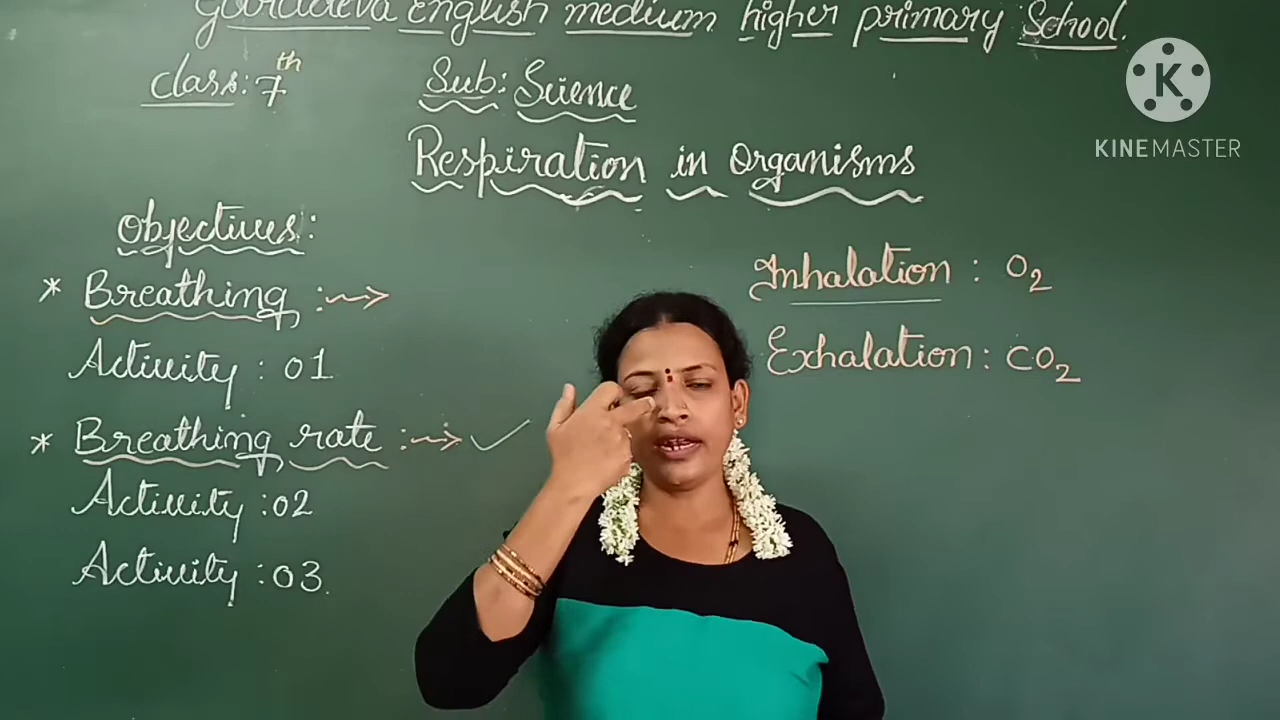 English medium higher primary School.
Class: 7th
Sub: Science
Respiration in Organisms
Objectives:
* Breathing :→
Activity : 01
* Breathing rate :→ ✓
Activity :02
Activity :03.
Inhalation : O2
Exhalation : CO2
K
KINEMASTER